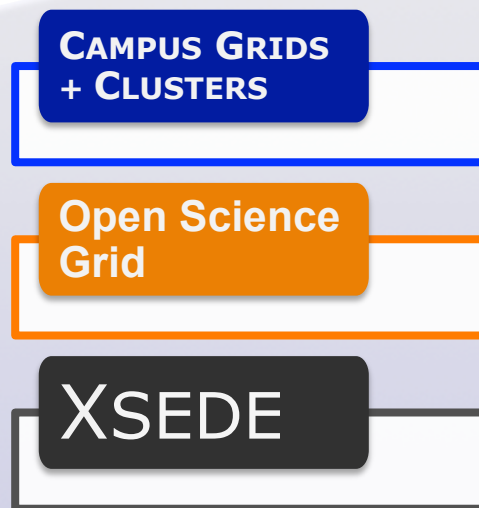 CAMPUS GRIDS
+ CLUSTERS
Open Science
Grid
XSEDE